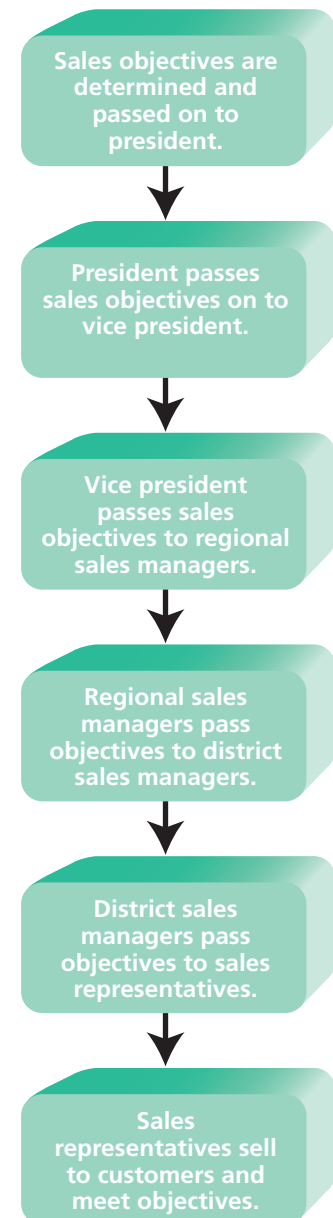 Sales objectives are
determined and
passed on to
president.
President passes
sales objectives on to
vice president.
Vice president
passes sales
objectives to regional
sales managers.
Regional sales
managers pass
objectives to district
sales managers.
District sales
managers pass
objectives to sales
representatives.
Sales
representatives sell
to customers and
meet objectives.